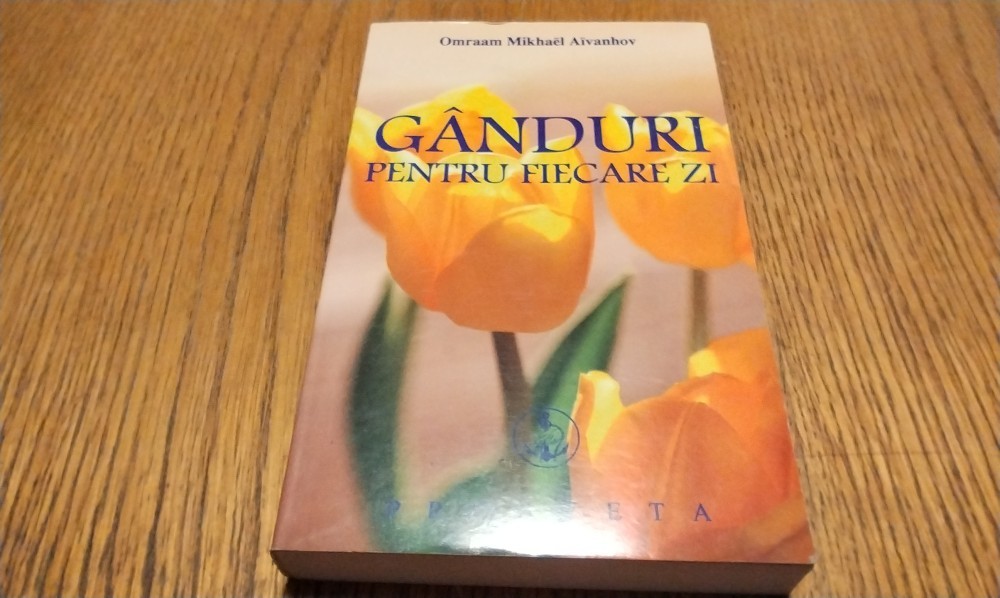 Omraam Mikhaël Aïvanhov
GÂNDURI
PENTRU FIECARE ZI